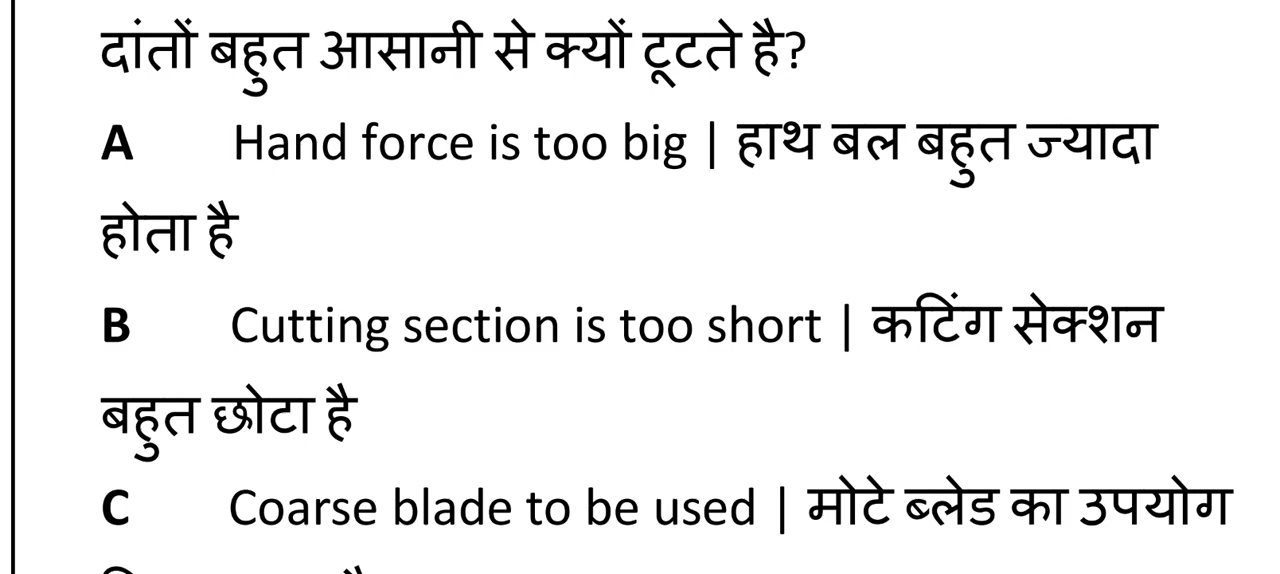 दांतों बहुत आसानी से क्यों टूटते है?
A Hand force is too big | हाथ बल बहुत ज्यादा
होता है
B Cutting section is too short | कटिंग सेक्शन
बहुत छोटा है
C Coarse blade to be used | मोटे ब्लेड का उपयोग